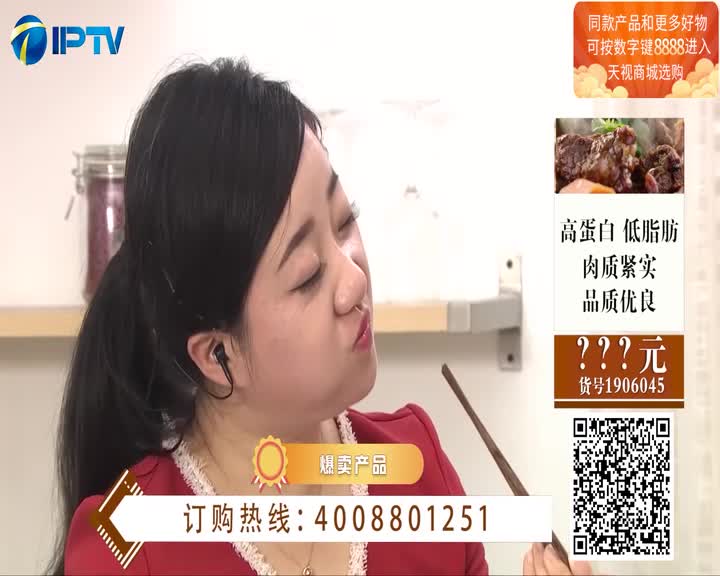 IPTV
同款产品和更多好物
可按数字键8888进入
天视商城选购
高蛋白 低脂肪
肉质紧实
品质优良
???元
货号1906045
爆卖产品
订购热线:4008801251